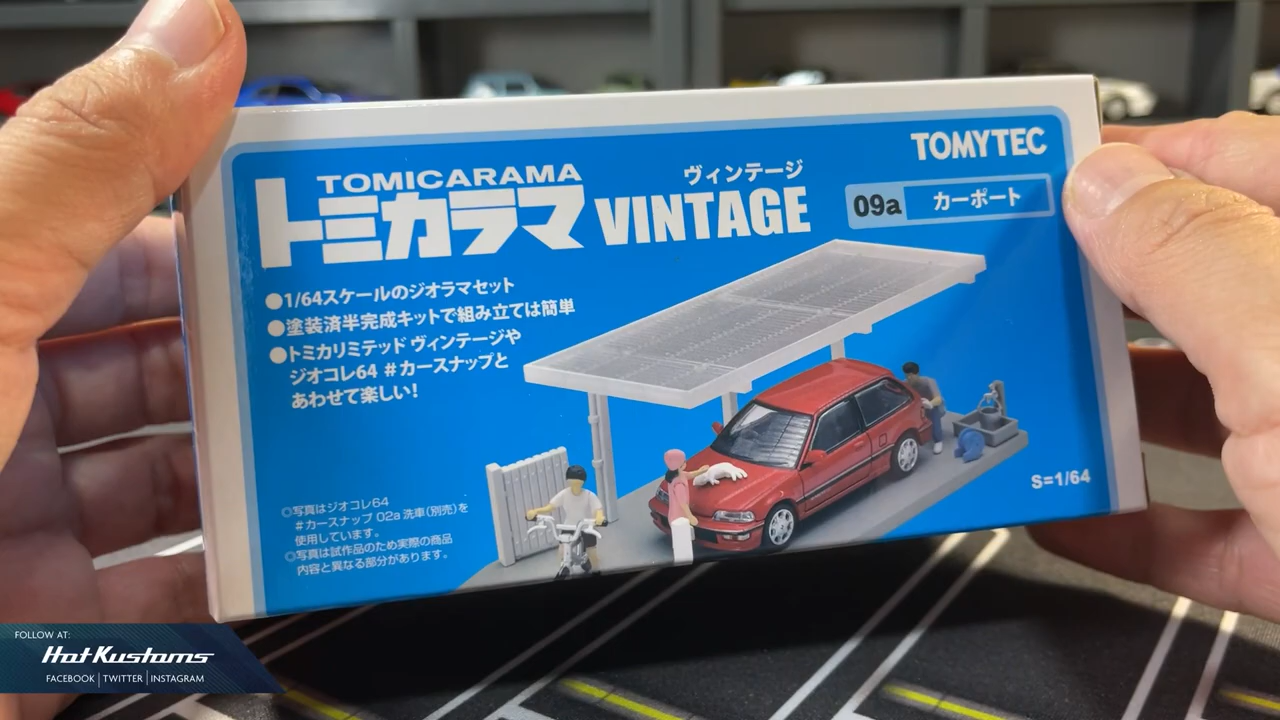 TOMYTEC
TOMICARAMA
トミカラマ
ヴィンテージ
VINTAGE
09a カーポート
●1/64スケールのジオラマセット
●塗装済半完成キットで組み立ては簡単
●トミカリミテッド ヴィンテージや
ジオコレ64 #カースナップと
あわせて楽しい!
○写真はジオコレ64
#カースナップ 02a 洗車(別売)を
使用しています。
○写真は試作品のため実際の商品
内容と異なる部分があります。
S=1/64
FOLLOW AT:
HotKustoms
FACEBOOK | TWITTER | INSTAGRAM